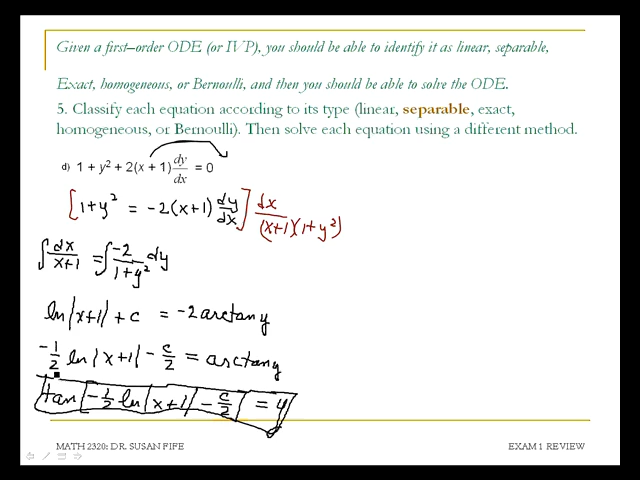 Given a first–order ODE (or IVP), you should be able to identify it as linear, separable,
Exact, homogeneous, or Bernoulli, and then you should be able to solve the ODE.
5. Classify each equation according to its type (linear, separable, exact,
homogeneous, or Bernoulli). Then solve each equation using a different method.
d) 1 + y² + 2(x + 1) dy/dx = 0
[1+y² = -2(x+1) dy/dx] dx/(x+1)(1+y²)
∫ dx/x+1 = ∫ -2/1+y² dy
ln|x+1| + c = -2 arctan y
-1/2 ln|x+1| - c/2 = arctan y
tan[-1/2 ln|x+1| - c/2] = y
MATH 2320: DR. SUSAN FIFE
EXAM 1 REVIEW